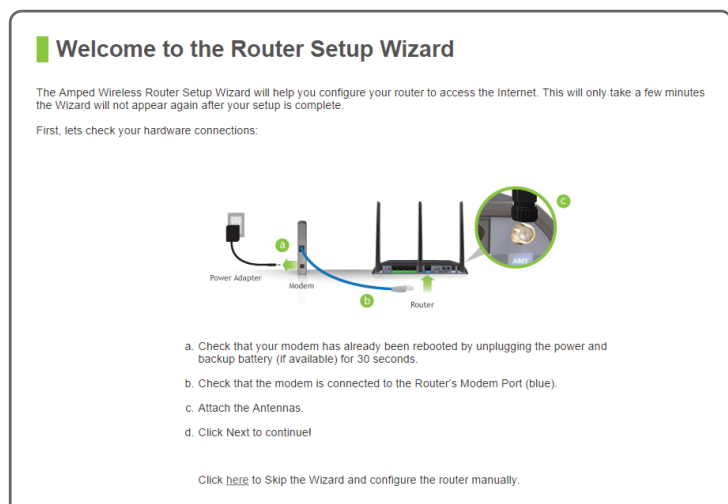 Welcome to the Router Setup Wizard
The Amped Wireless Router Setup Wizard will help you configure your router to access the Internet. This will only take a few minutes
the Wizard will not appear again after your setup is complete.
First, lets check your hardware connections:
c
a
ANT
Power Adapter
Modem
b
Router
a. Check that your modem has already been rebooted by unplugging the power and
backup battery (if available) for 30 seconds.
b. Check that the modem is connected to the Router's Modem Port (blue).
c. Attach the Antennas.
d. Click Next to continue!
Click here to Skip the Wizard and configure the router manually.